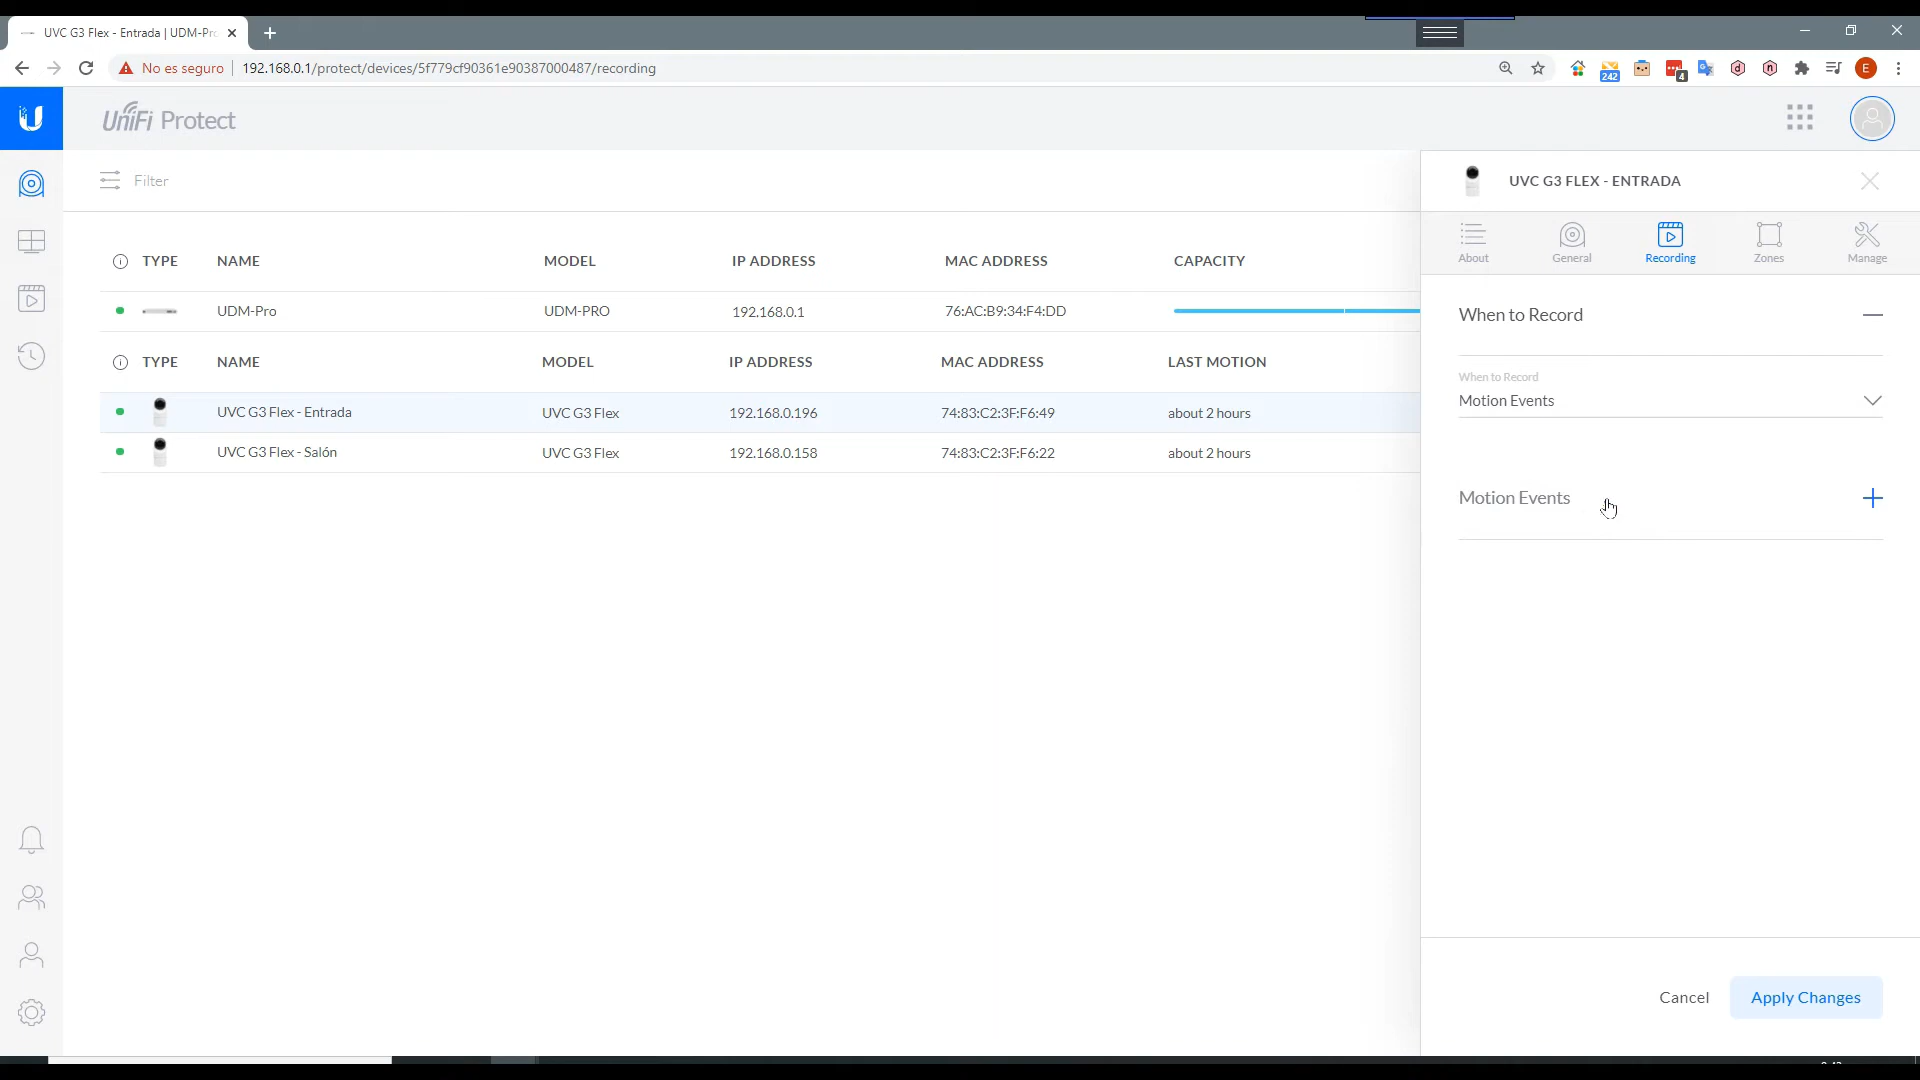 UVC G3 Flex - Entrada | UDM-Pro
No es seguro
192.168.0.1/protect/devices/5f779cf90361e90387000487/recording
242
4
d
n
E
UniFi Protect
Filter
UVC G3 FLEX - ENTRADA
About
General
Recording
Zones
Manage
TYPE NAME MODEL IP ADDRESS MAC ADDRESS CAPACITY
UDM-Pro UDM-PRO 192.168.0.1 76:AC:B9:34:F4:DD
TYPE NAME MODEL IP ADDRESS MAC ADDRESS LAST MOTION
UVC G3 Flex - Entrada UVC G3 Flex 192.168.0.196 74:83:C2:3F:F6:49 about 2 hours
UVC G3 Flex - Salón UVC G3 Flex 192.168.0.158 74:83:C2:3F:F6:22 about 2 hours
When to Record
When to Record
Motion Events
Motion Events
Cancel
Apply Changes